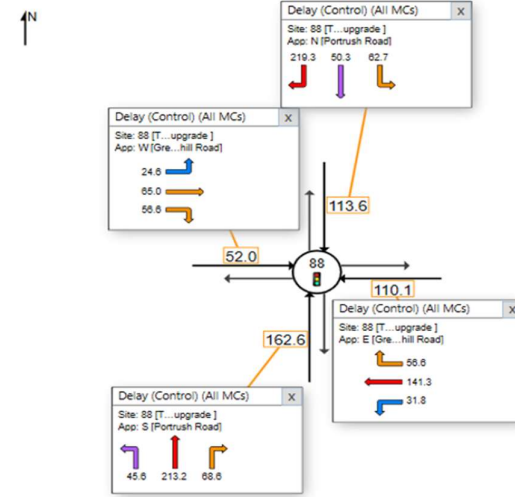 N
Delay (Control) (All MCs) X
Site: 88 [T...upgrade ]
App: N [Portrush Road]
219.3 50.3 62.7
Delay (Control) (All MCs) X
Site: 88 [T...upgrade ]
App: W [Gre...hill Road]
24.6
65.0
56.6
113.6
52.0
88
110.1
Delay (Control) (All MCs) X
Site: 88 [T...upgrade ]
App: E [Gre...hill Road]
56.6
141.3
31.8
162.6
Delay (Control) (All MCs) X
Site: 88 [T...upgrade ]
App: S [Portrush Road]
45.6 213.2 68.6